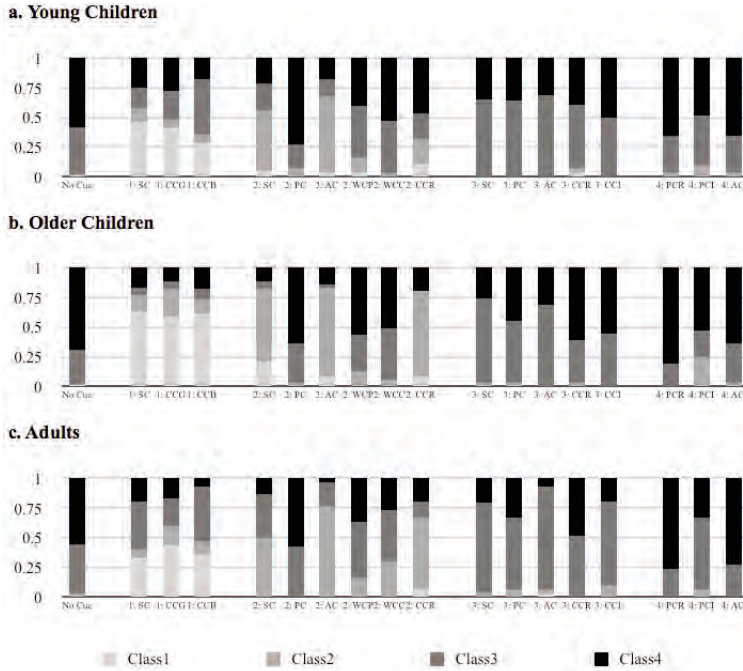 a. Young Children
1
0.75
0.5
0.25
0
No Cue 1: SC 1: CCG 1: CCB 2: SC 2: PC 2: AC 2: WCP 2: WCC 2: CCR 3: SC 3: PC 3: AC 3: CCR 3: CCI 4: PCR 4: PCI 4: AC
b. Older Children
1
0.75
0.5
0.25
0
No Cue 1: SC 1: CCG 1: CCB 2: SC 2: PC 2: AC 2: WCP 2: WCC 2: CCR 3: SC 3: PC 3: AC 3: CCR 3: CCI 4: PCR 4: PCI 4: AC
c. Adults
1
0.75
0.5
0.25
0
No Cue 1: SC 1: CCG 1: CCB 2: SC 2: PC 2: AC 2: WCP 2: WCC 2: CCR 3: SC 3: PC 3: AC 3: CCR 3: CCI 4: PCR 4: PCI 4: AC
Class1 Class2 Class3 Class4